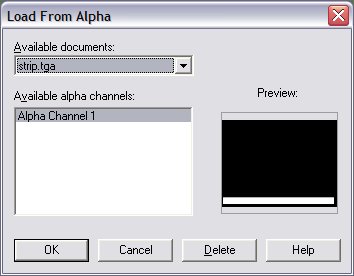 Load From Alpha
Available documents:
strip.tga
Available alpha channels:
Alpha Channel 1
Preview:
OK
Cancel
Delete
Help